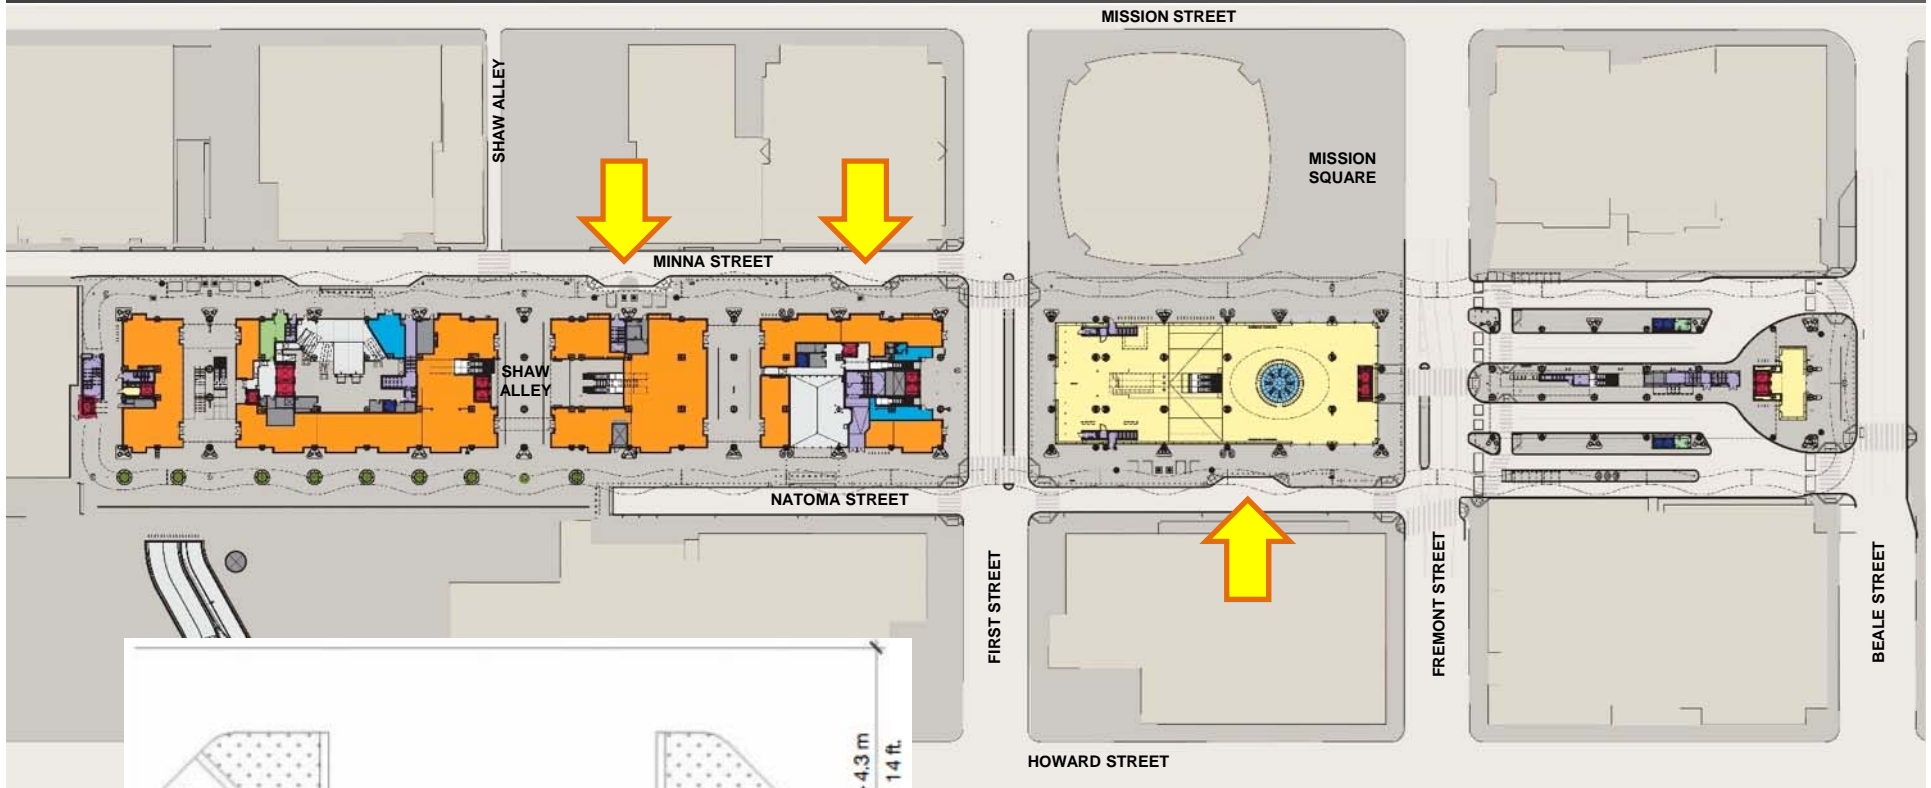 MISSION STREET
SHAW ALLEY
MISSION
SQUARE
MINNA STREET
SHAW
ALLEY
NATOMA STREET
FIRST STREET
FREMONT STREET
BEALE STREET
4.3 m
14 ft.
HOWARD STREET